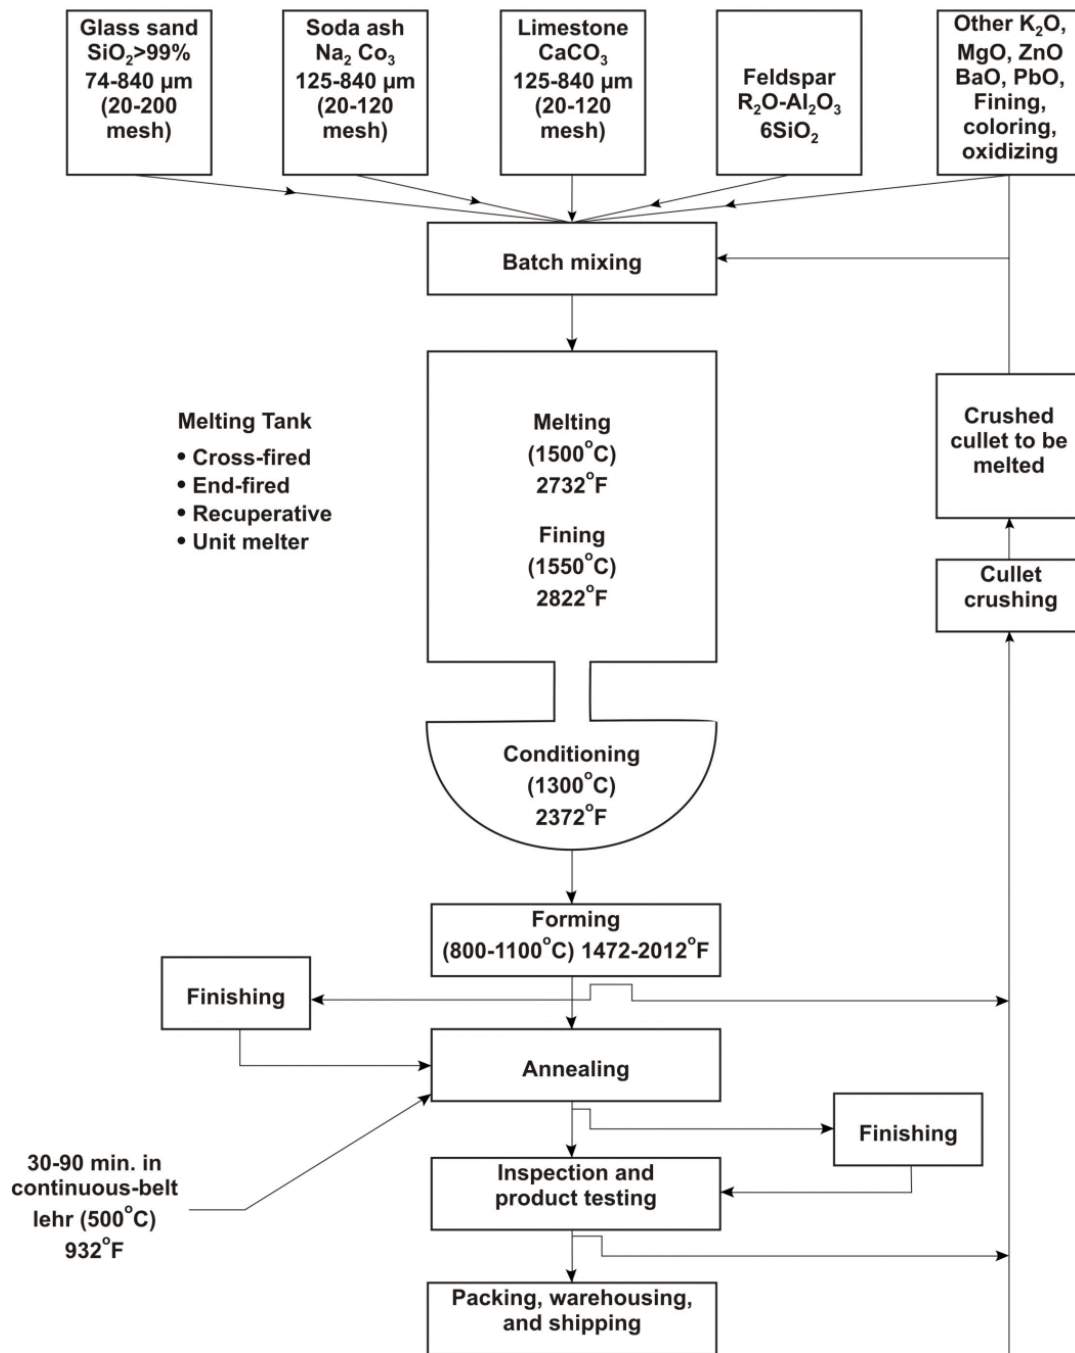 Glass sand
SiO₂>99%
74-840 µm
(20-200
mesh)
Soda ash
Na₂ Co₃
125-840 µm
(20-120
mesh)
Limestone
CaCO₃
125-840 µm
(20-120
mesh)
Feldspar
R₂O-Al₂O₃
6SiO₂
Other K₂O,
MgO, ZnO
BaO, PbO,
Fining,
coloring,
oxidizing
Batch mixing
Melting Tank
• Cross-fired
• End-fired
• Recuperative
• Unit melter
Melting
(1500°C)
2732°F
Fining
(1550°C)
2822°F
Crushed
cullet to be
melted
Cullet
crushing
Conditioning
(1300°C)
2372°F
Forming
(800-1100°C) 1472-2012°F
Finishing
Annealing
Finishing
30-90 min. in
continuous-belt
lehr (500°C)
932°F
Inspection and
product testing
Packing, warehousing,
and shipping